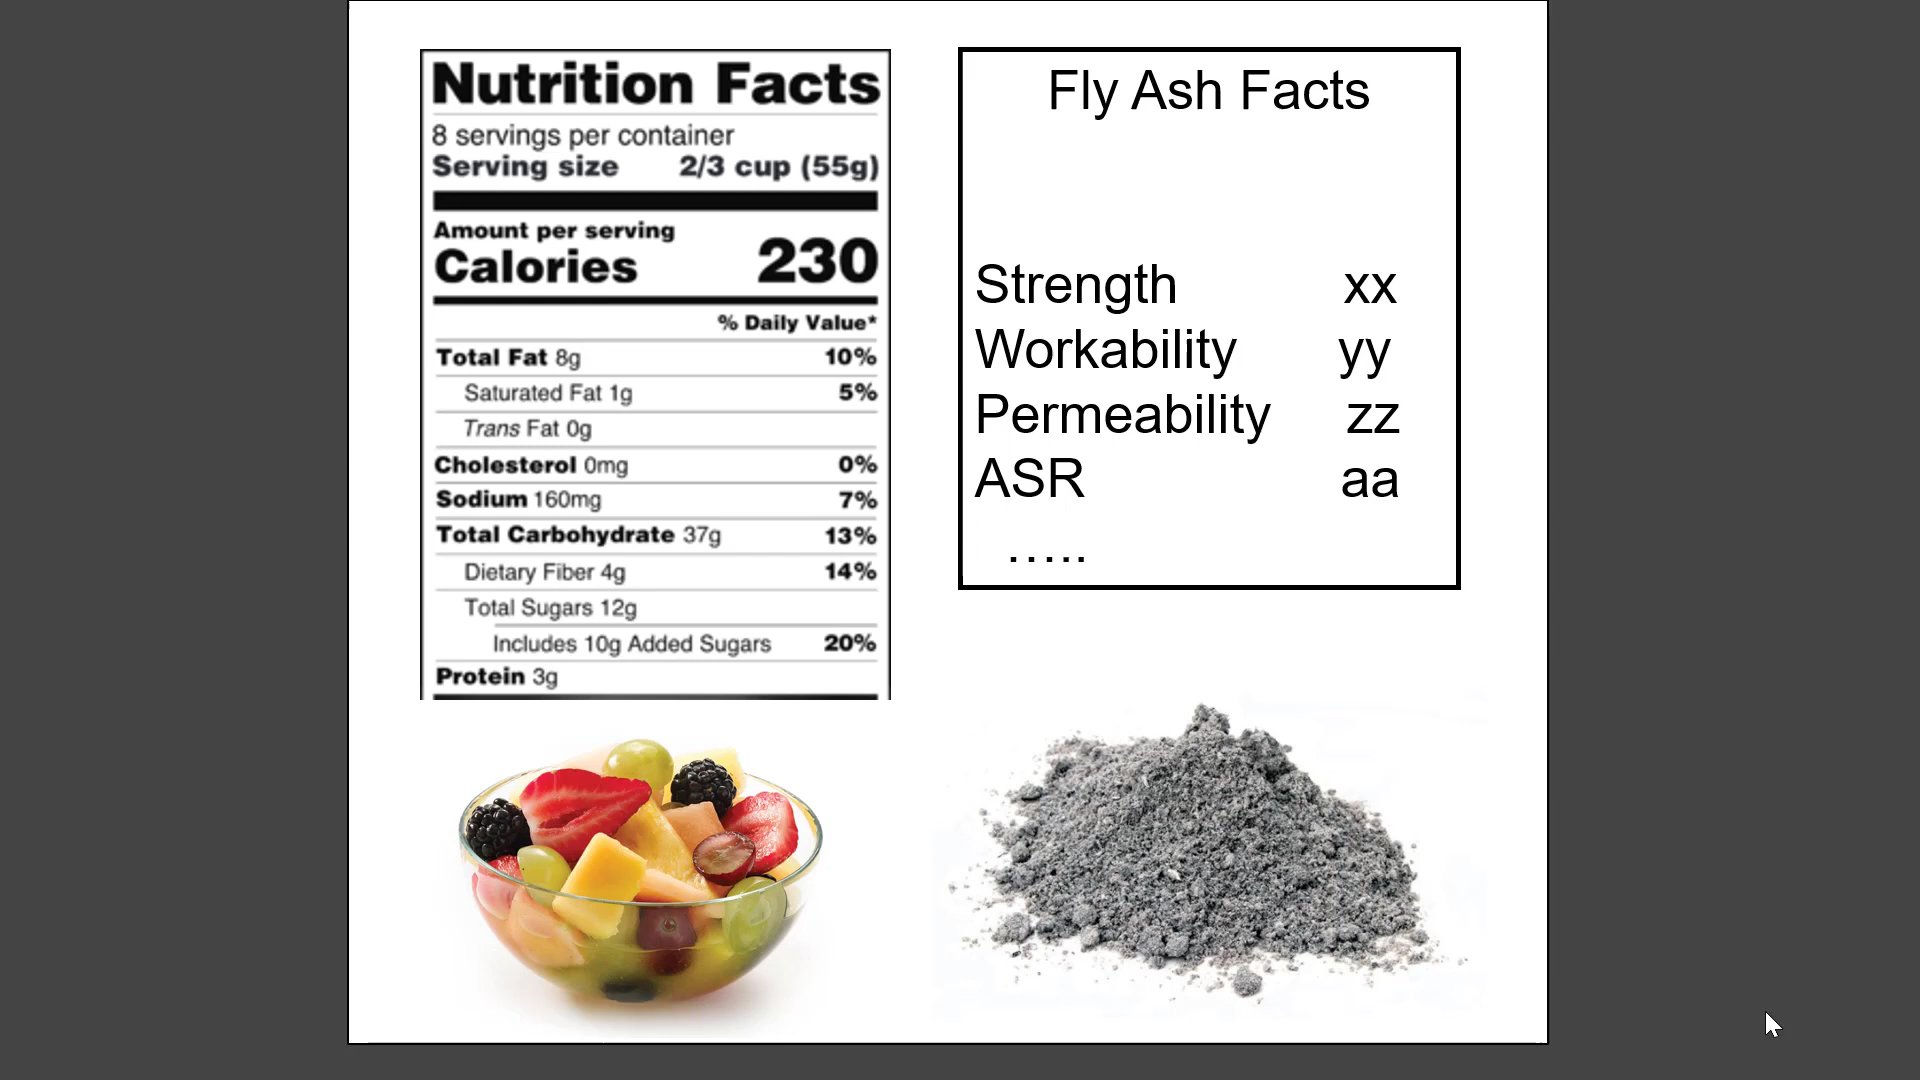 Nutrition Facts
8 servings per container
Serving size 2/3 cup (55g)
Amount per serving
Calories 230
% Daily Value*
Total Fat 8g 10%
Saturated Fat 1g 5%
Trans Fat 0g
Cholesterol 0mg 0%
Sodium 160mg 7%
Total Carbohydrate 37g 13%
Dietary Fiber 4g 14%
Total Sugars 12g
Includes 10g Added Sugars 20%
Protein 3g
Fly Ash Facts
Strength xx
Workability yy
Permeability zz
ASR aa
…..